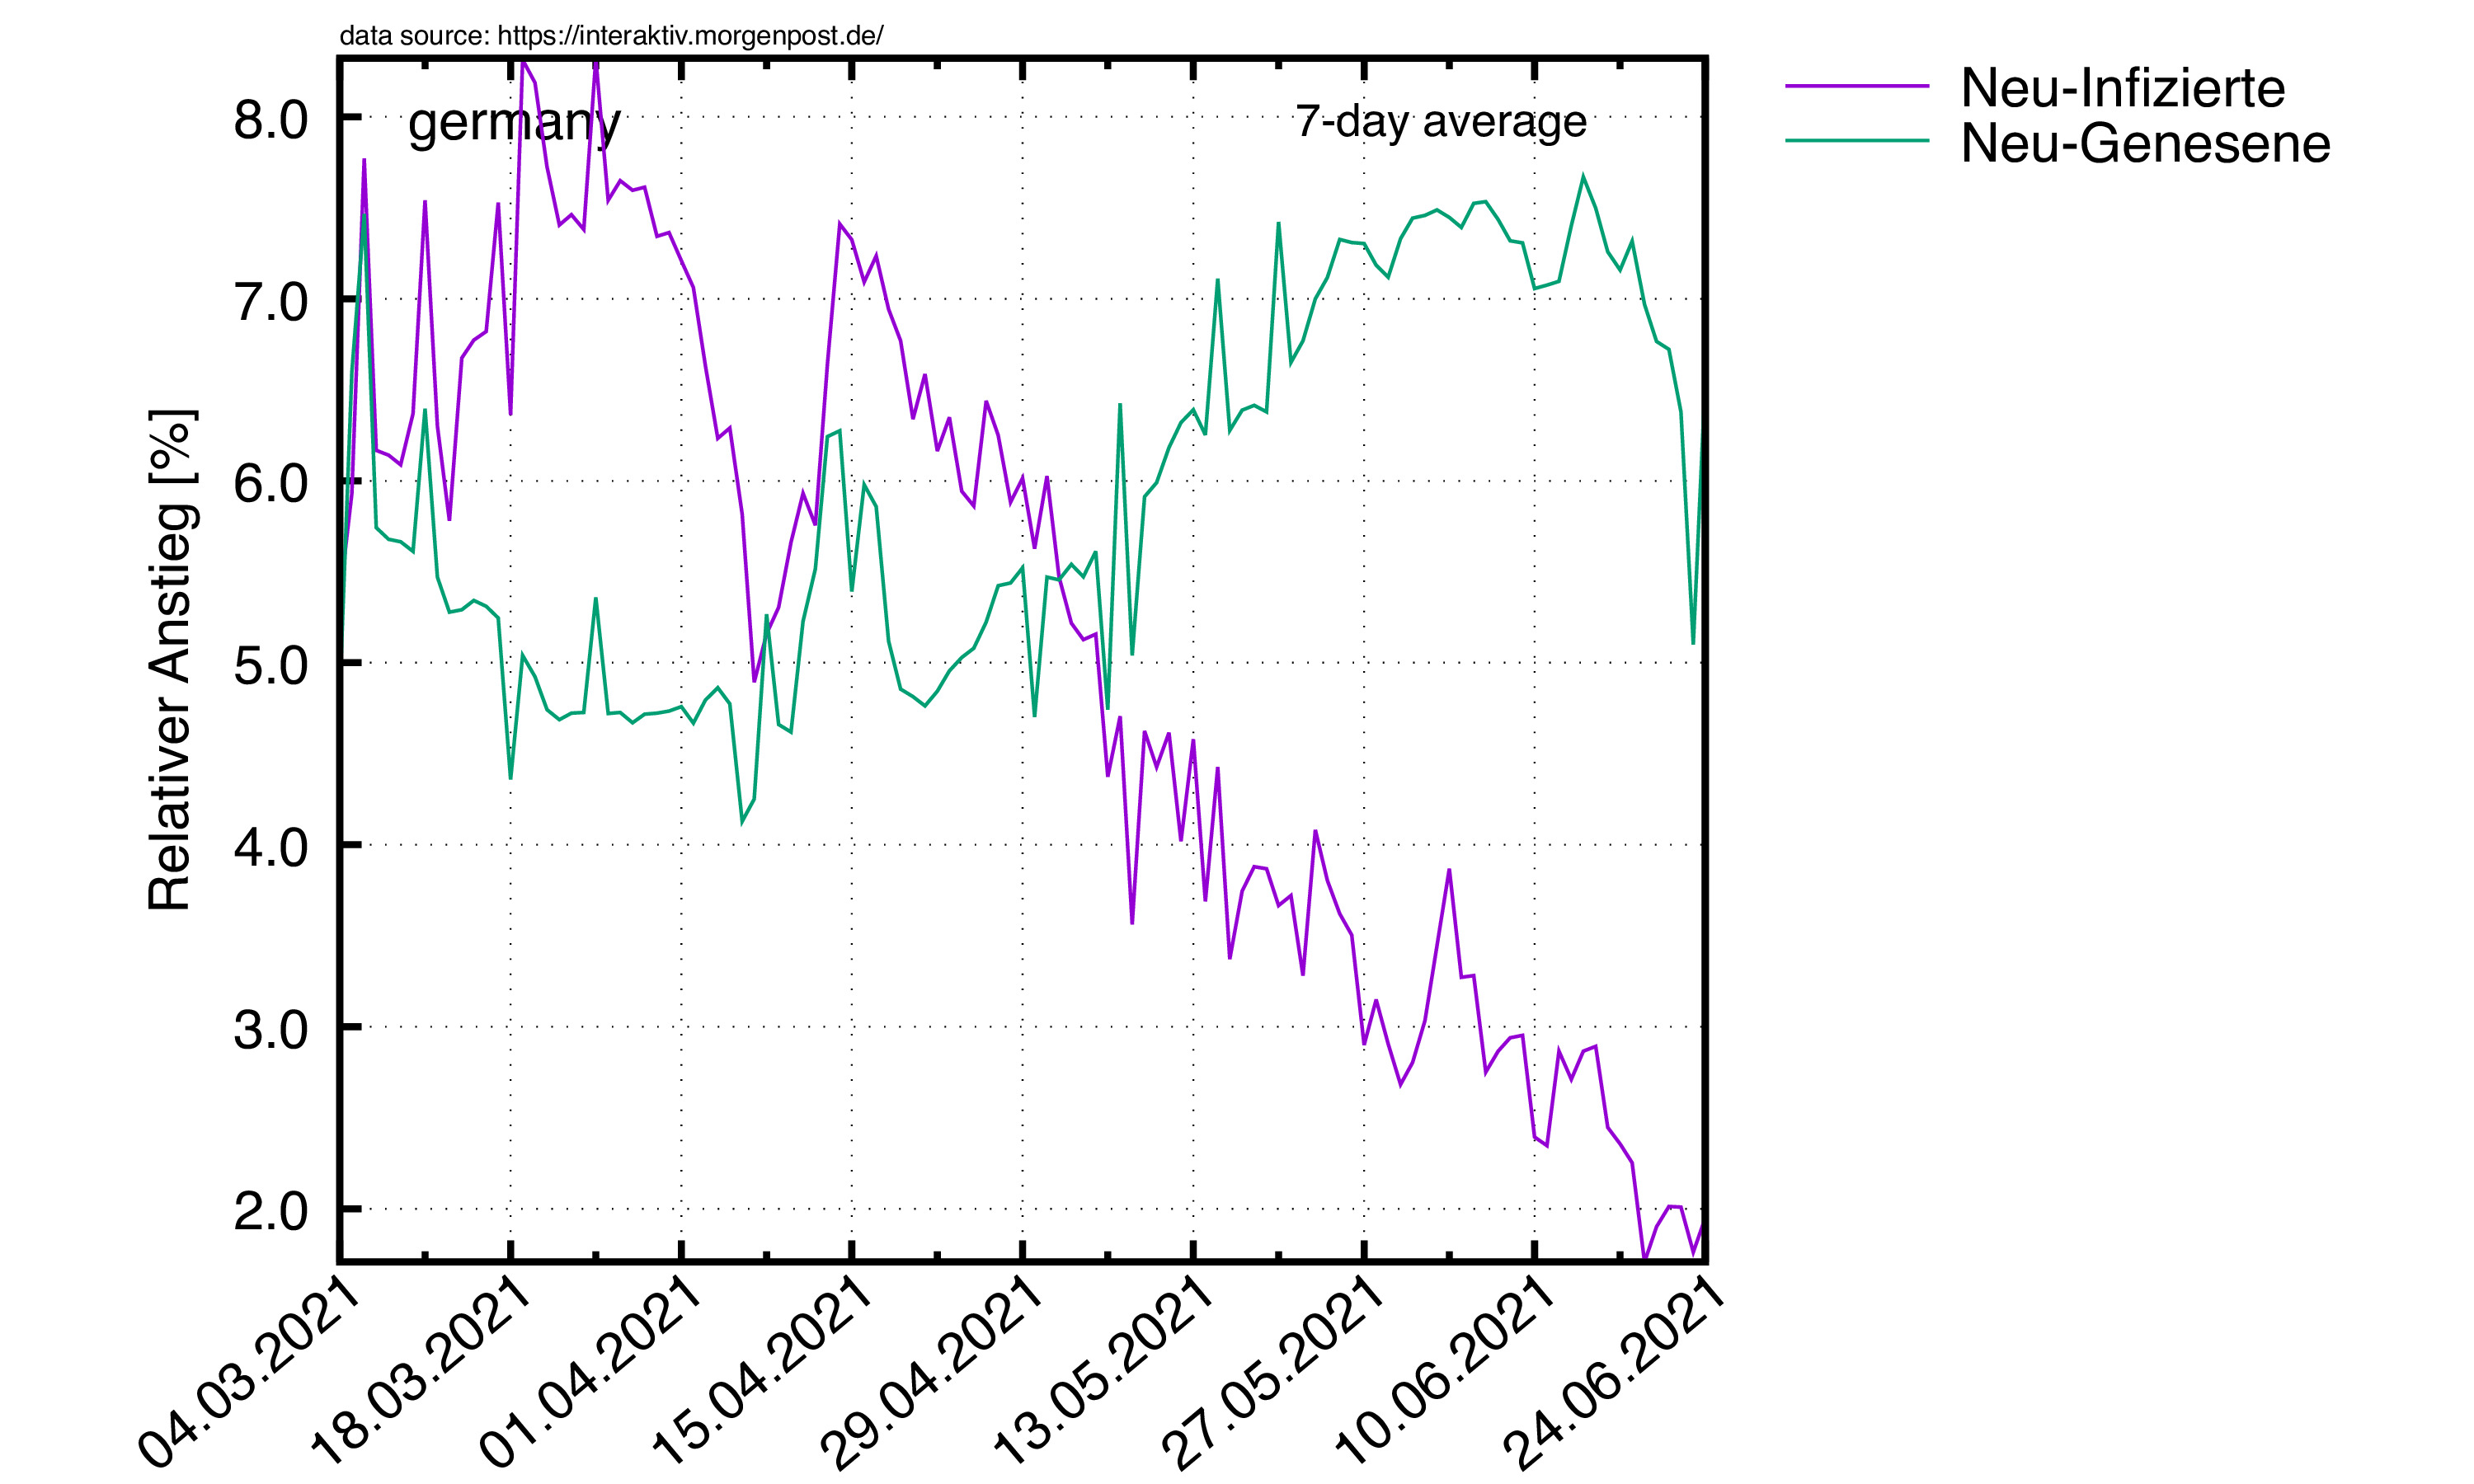 data source: https://interaktiv.morgenpost.de/
germany
7-day average
Neu-Infizierte
Neu-Genesene
Relativer Anstieg [%]
8.0
7.0
6.0
5.0
4.0
3.0
2.0
04.03.2021
18.03.2021
01.04.2021
15.04.2021
29.04.2021
13.05.2021
27.05.2021
10.06.2021
24.06.2021